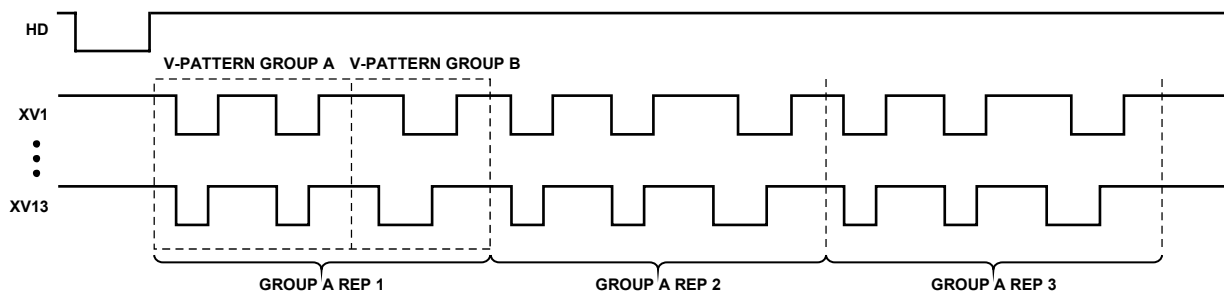 HD
V-PATTERN GROUP A V-PATTERN GROUP B
XV1
XV13
GROUP A REP 1 GROUP A REP 2 GROUP A REP 3